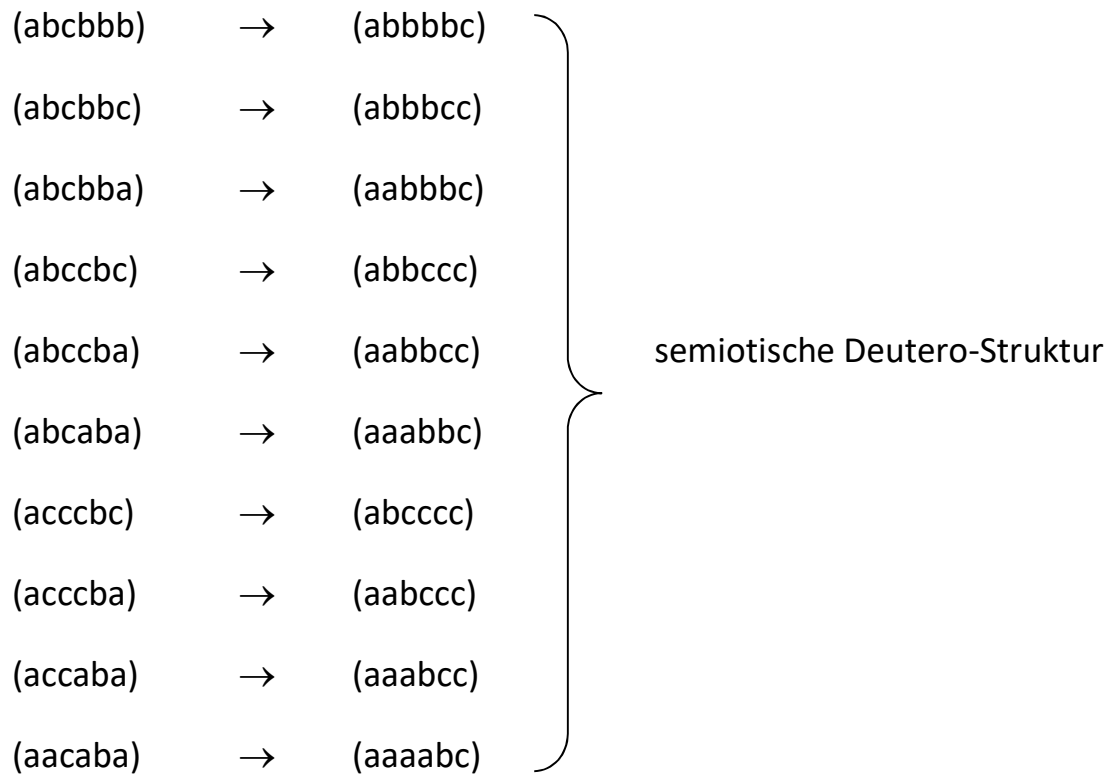 (abcbbb) → (abbbbc)
(abcbbc) → (abbbcc)
(abcbba) → (aabbbc)
(abccbc) → (abbccc)
(abccba) → (aabbcc) semiotische Deutero-Struktur
(abcaba) → (aaabbc)
(acccbc) → (abcccc)
(acccba) → (aabccc)
(accaba) → (aaabcc)
(aacaba) → (aaaabc)